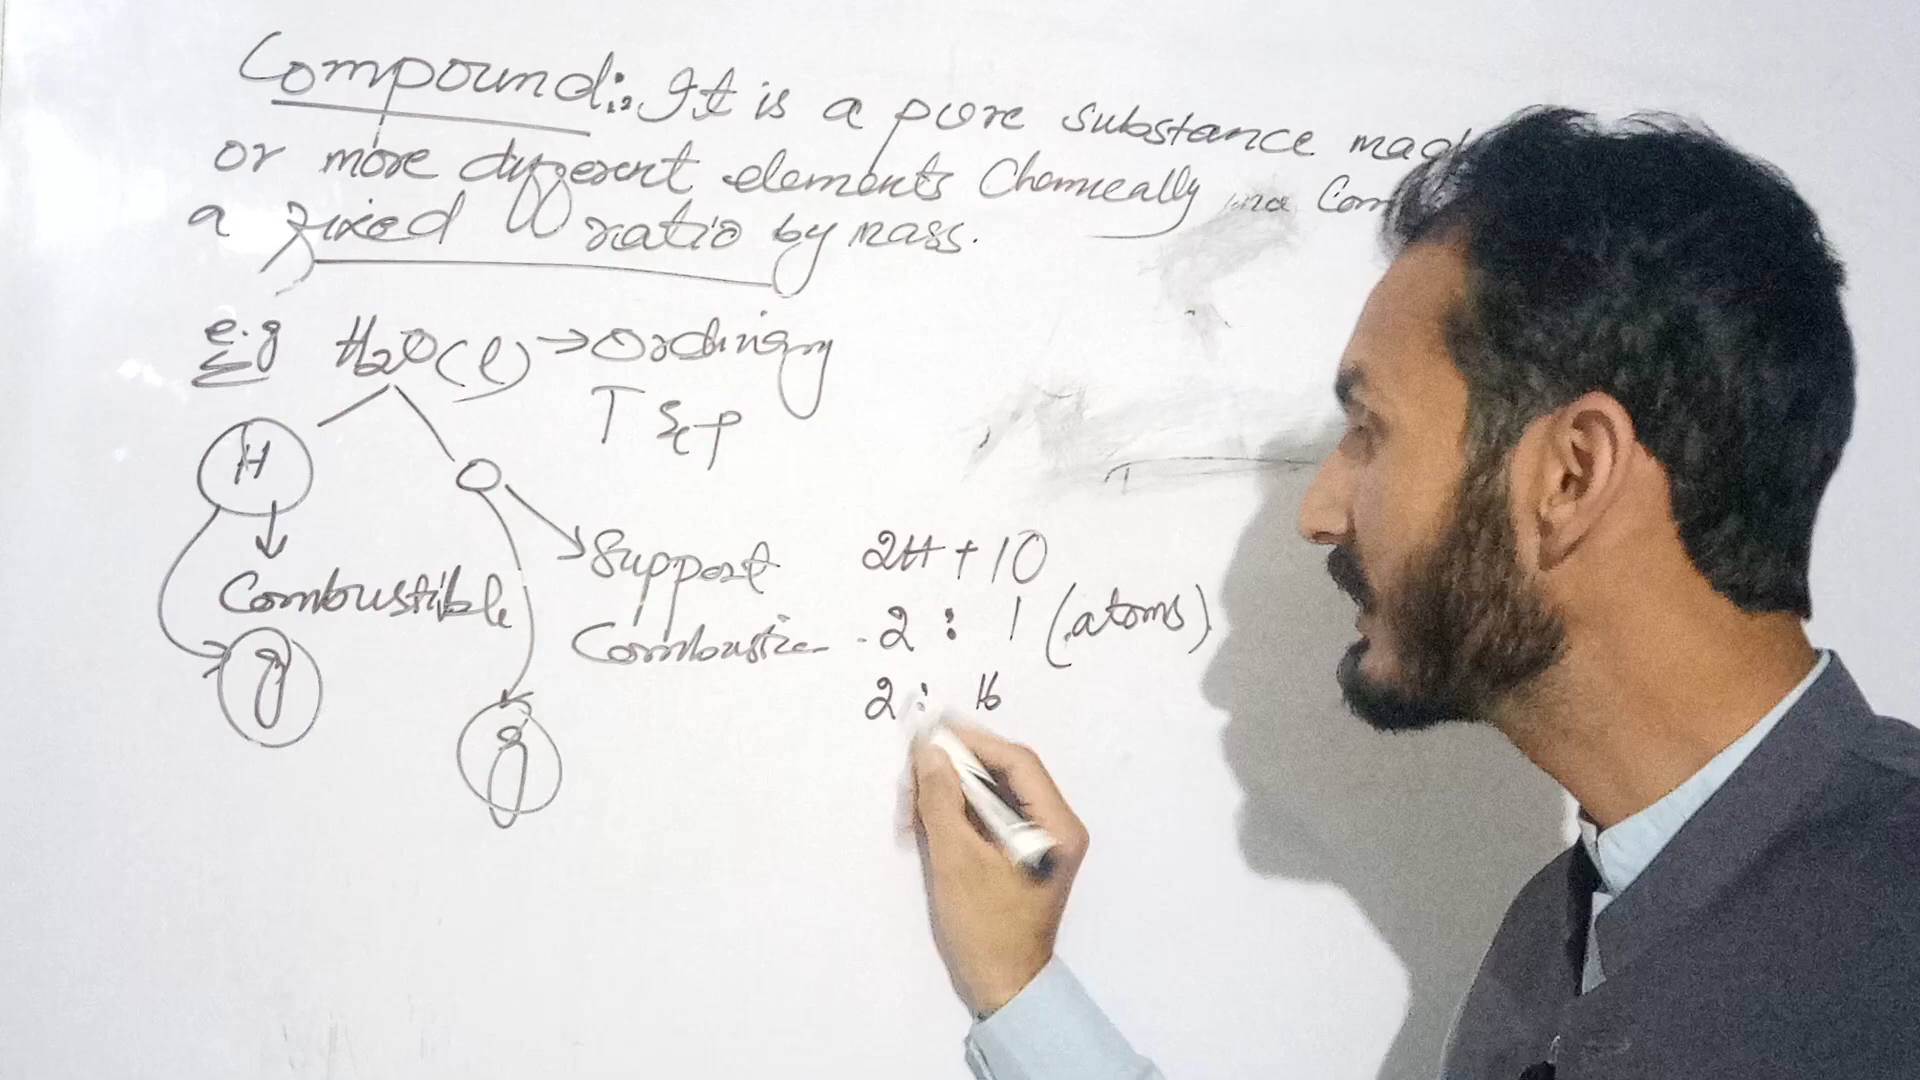 Compound:. It is a pure substance mad
or more different elements Chemically Com
a fixed ratio by mass.
e.g H₂O(l) → Ordinary
T & p
H
O
Support
Combustion
Combustible
g
g
2H + 1O
2 : 1 (atoms)
2 : 16